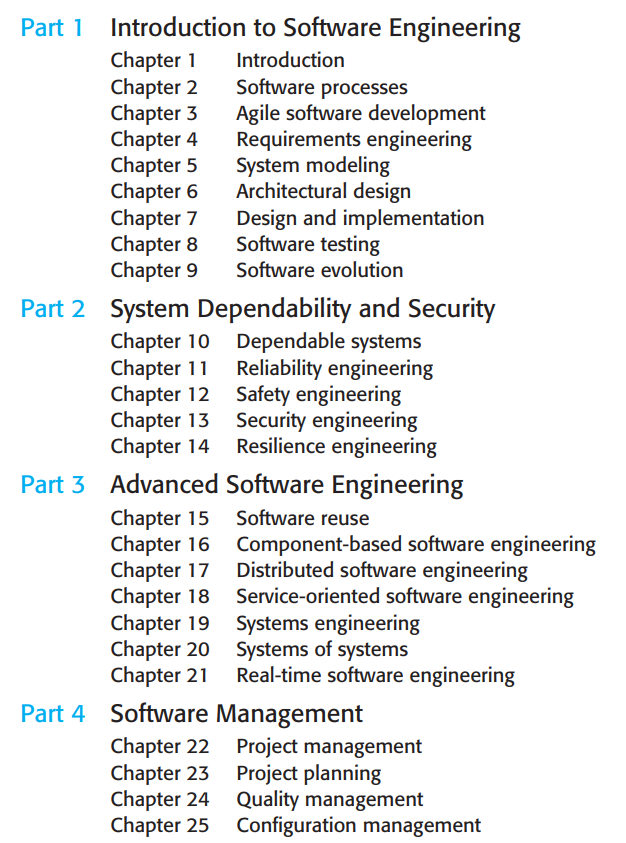 Part 1 Introduction to Software Engineering
Chapter 1 Introduction
Chapter 2 Software processes
Chapter 3 Agile software development
Chapter 4 Requirements engineering
Chapter 5 System modeling
Chapter 6 Architectural design
Chapter 7 Design and implementation
Chapter 8 Software testing
Chapter 9 Software evolution
Part 2 System Dependability and Security
Chapter 10 Dependable systems
Chapter 11 Reliability engineering
Chapter 12 Safety engineering
Chapter 13 Security engineering
Chapter 14 Resilience engineering
Part 3 Advanced Software Engineering
Chapter 15 Software reuse
Chapter 16 Component-based software engineering
Chapter 17 Distributed software engineering
Chapter 18 Service-oriented software engineering
Chapter 19 Systems engineering
Chapter 20 Systems of systems
Chapter 21 Real-time software engineering
Part 4 Software Management
Chapter 22 Project management
Chapter 23 Project planning
Chapter 24 Quality management
Chapter 25 Configuration management